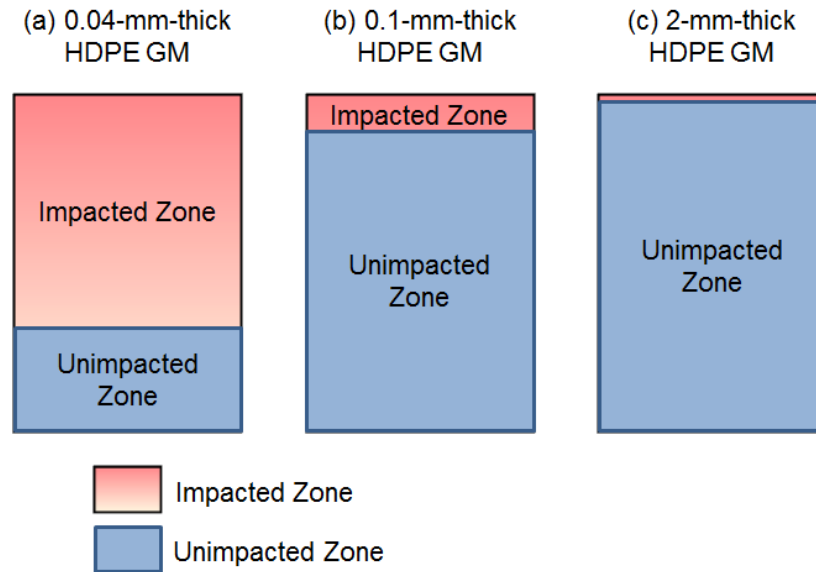 (a) 0.04-mm-thick
HDPE GM
(b) 0.1-mm-thick
HDPE GM
(c) 2-mm-thick
HDPE GM
Impacted Zone
Unimpacted
Zone
Impacted Zone
Unimpacted
Zone
Unimpacted
Zone
Impacted Zone
Unimpacted Zone